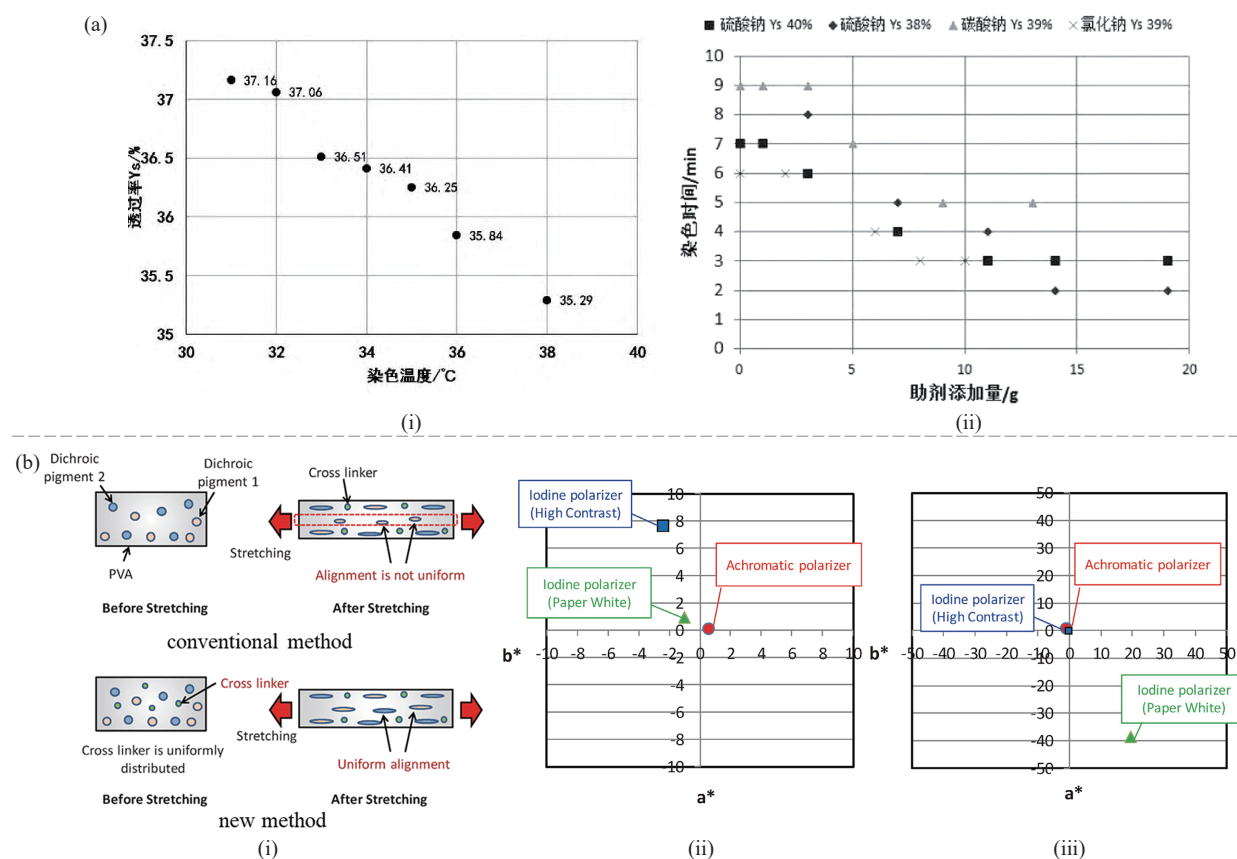 (a)
37.5
37
36.5
36
35.5
35
透过率Ys/%
37.16
37.06
36.51
36.41
36.25
35.84
35.29
30 32 34 36 38 40
染色温度/℃
(i)
硫酸钠 Ys 40% 硫酸钠 Ys 38% 碳酸钠 Ys 39% 氯化钠 Ys 39%
10
9
8
7
6
5
4
3
2
1
0
染色时间/min
0 5 10 15 20
助剂添加量/g
(ii)
(b)
Dichroic
pigment 2
Dichroic
pigment 1
PVA
Before Stretching
Stretching
Cross linker
Alignment is not uniform
After Stretching
conventional method
Cross linker
Cross linker is uniformly
distributed
Before Stretching
Stretching
Uniform alignment
After Stretching
new method
(i)
Iodine polarizer
(High Contrast)
Achromatic polarizer
Iodine polarizer
(Paper White)
10
8
6
4
2
0
-2
-4
-6
-8
-10
b*
-10 -8 -6 -4 -2 0 2 4 6 8 10
a*
(ii)
Iodine polarizer
(High Contrast)
Achromatic polarizer
Iodine polarizer
(Paper White)
50
40
30
20
10
0
-10
-20
-30
-40
-50
b*
-50 -40 -30 -20 -10 0 10 20 30 40 50
a*
(iii)